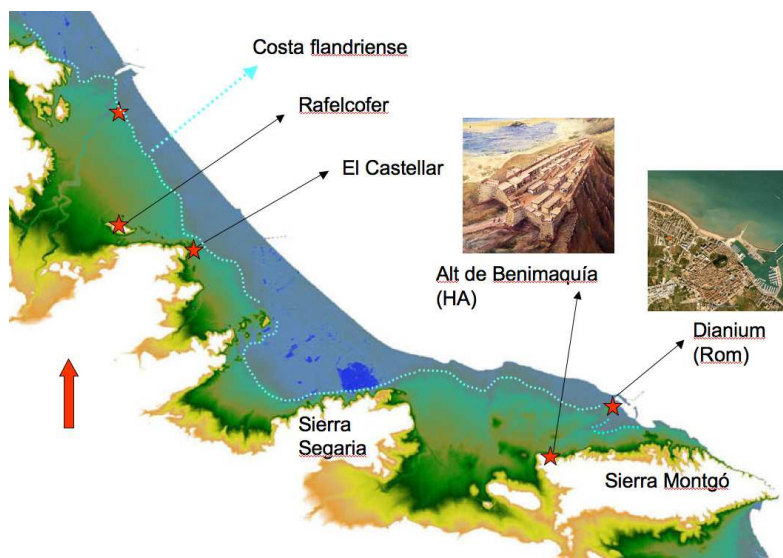 Costa flandriense
Rafelcofer
El Castellar
Alt de Benimaquía
(HA)
Dianium
(Rom)
Sierra
Segaria
Sierra Montgó